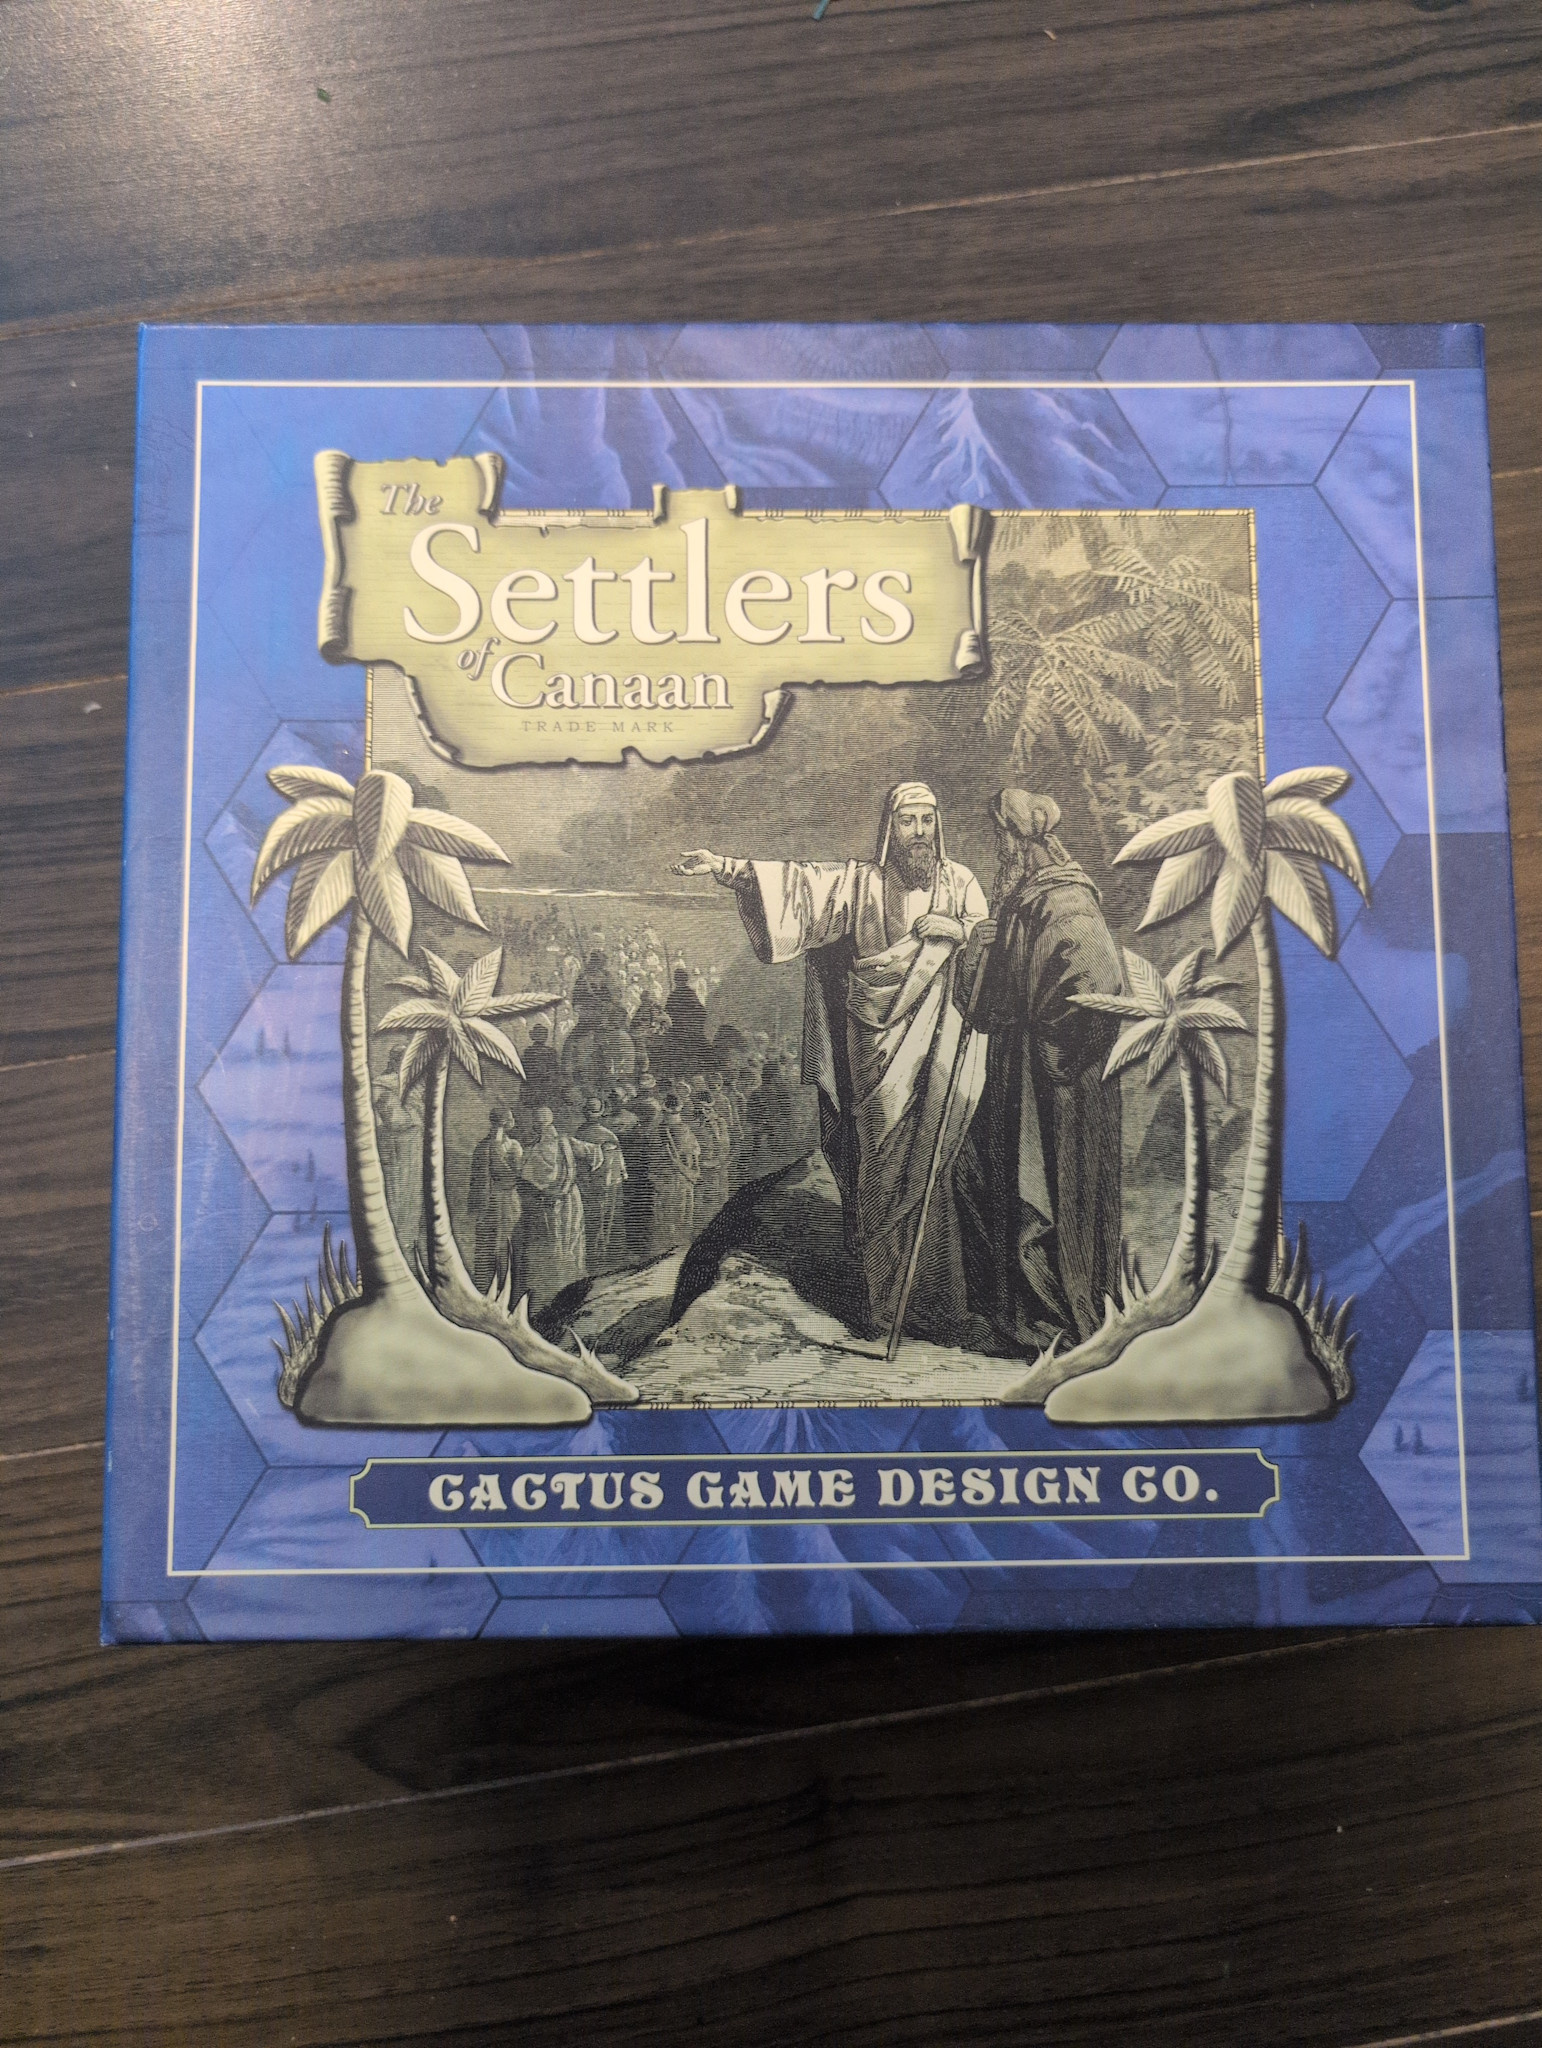 The
Settlers
of Canaan
TRADE MARK
CACTUS GAME DESIGN CO.